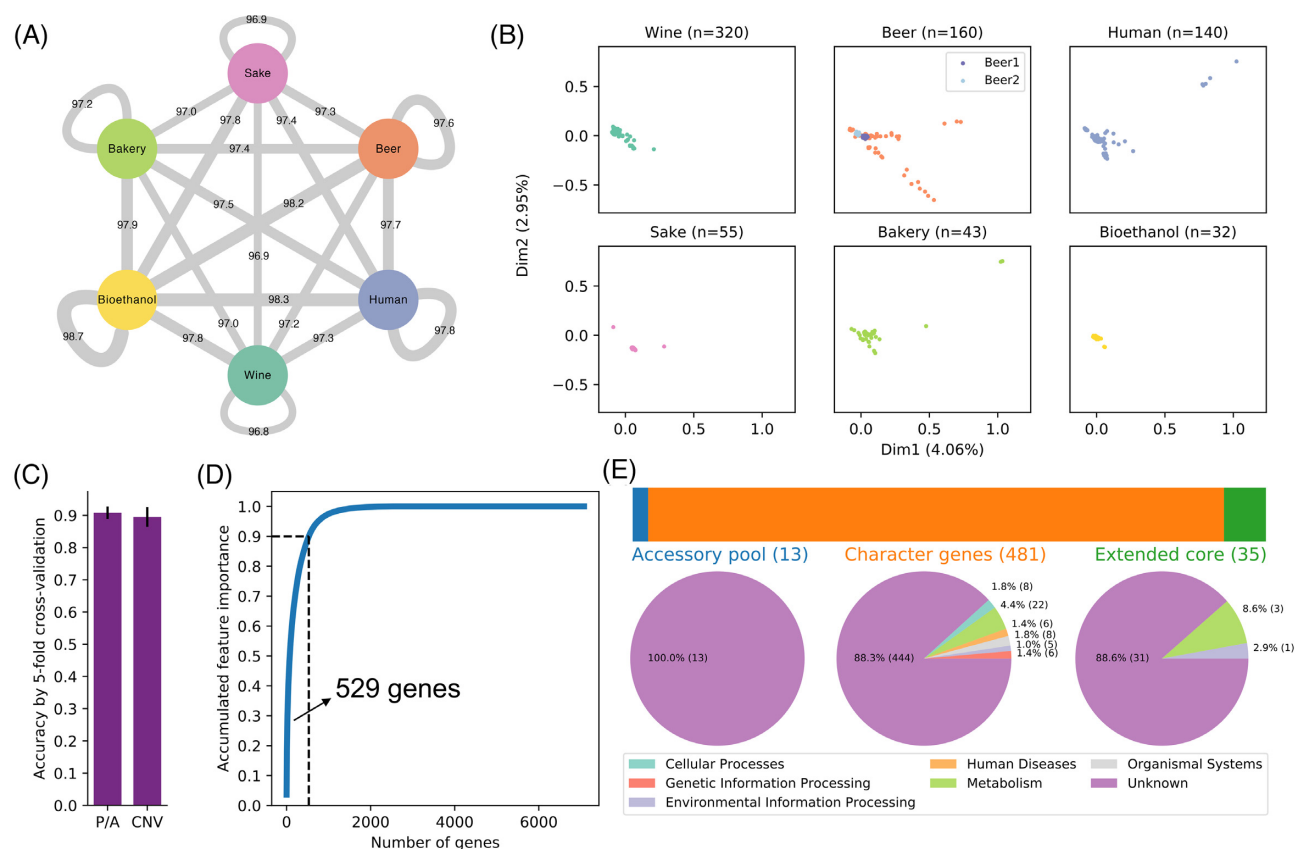 (A)
96.9
Sake
97.2
97.0
97.8
97.4
97.3
97.6
Bakery
97.4
Beer
97.5
98.2
97.9
97.7
96.9
Bioethanol
98.3
Human
98.7
97.8
97.0
97.2
97.3
97.8
Wine
96.8
(B)
Wine (n=320)
Beer (n=160)
Human (n=140)
Beer1
Beer2
0.5
0.0
−0.5
Sake (n=55)
Bakery (n=43)
Bioethanol (n=32)
0.5
0.0
−0.5
0.0 0.5 1.0
0.0 0.5 1.0
0.0 0.5 1.0
Dim2 (2.95%)
Dim1 (4.06%)
(C)
Accuracy by 5-fold cross-validation
0.9
0.8
0.7
0.6
0.5
0.4
0.3
0.2
0.1
0.0
P/A CNV
(D)
Accumulated feature importance
1.0
0.9
0.8
0.7
0.6
0.5
0.4
0.3
0.2
0.1
0.0
529 genes
0 2000 4000 6000
Number of genes
(E)
Accessory pool (13)
Character genes (481)
Extended core (35)
100.0% (13)
88.3% (444)
1.8% (8)
4.4% (22)
1.4% (6)
1.8% (8)
1.0% (5)
1.4% (6)
88.6% (31)
8.6% (3)
2.9% (1)
Cellular Processes
Genetic Information Processing
Environmental Information Processing
Human Diseases
Metabolism
Organismal Systems
Unknown